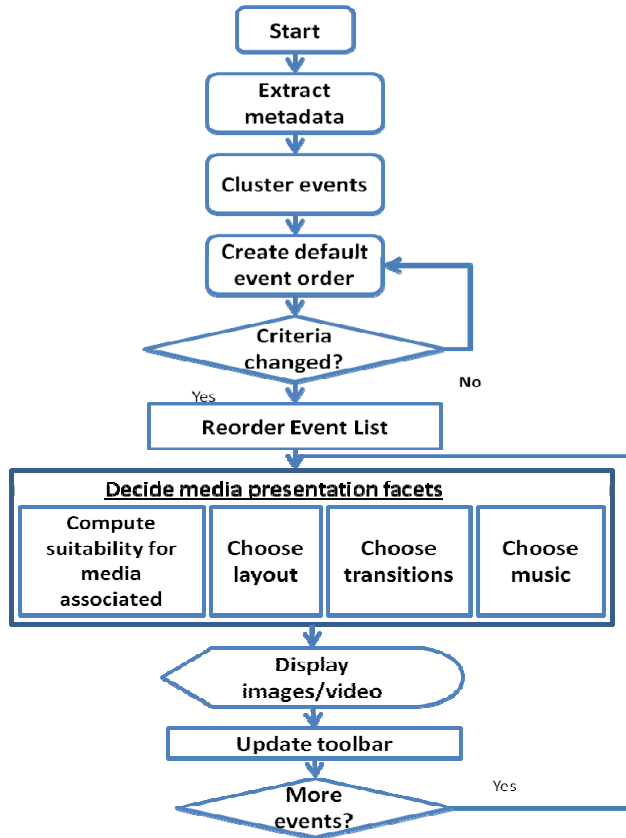 Start
Extract
metadata
Cluster events
Create default
event order
Criteria
changed?
No
Yes
Reorder Event List
Decide media presentation facets
Compute
suitability for
media
associated
Choose
layout
Choose
transitions
Choose
music
Display
images/video
Update toolbar
More
events?
Yes